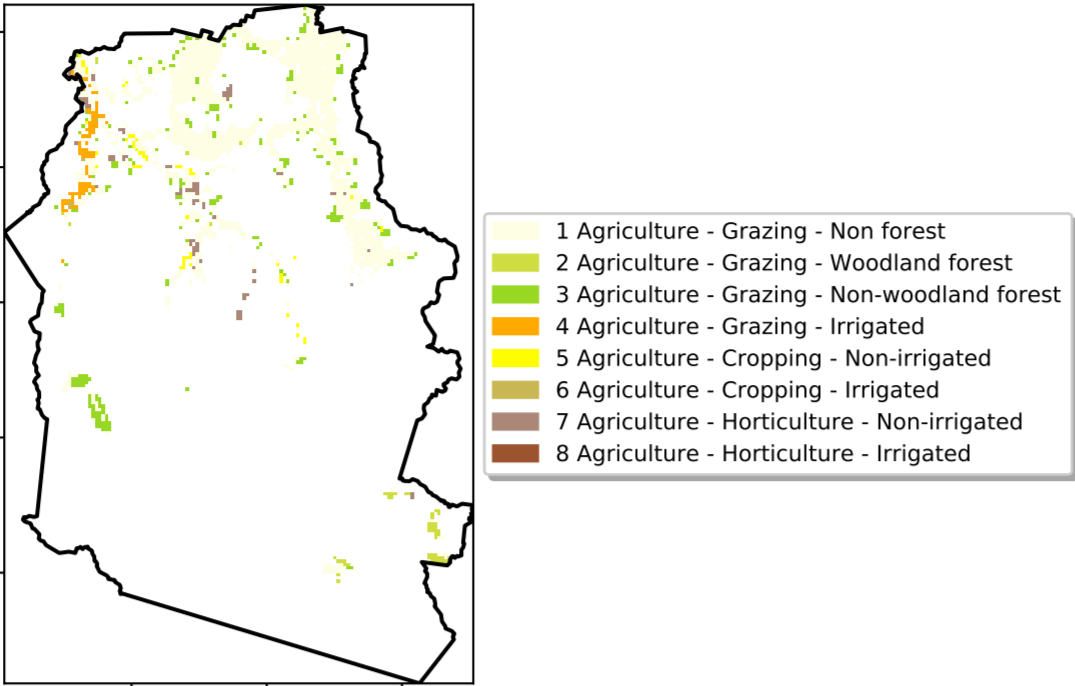 1 Agriculture - Grazing - Non forest
2 Agriculture - Grazing - Woodland forest
3 Agriculture - Grazing - Non-woodland forest
4 Agriculture - Grazing - Irrigated
5 Agriculture - Cropping - Non-irrigated
6 Agriculture - Cropping - Irrigated
7 Agriculture - Horticulture - Non-irrigated
8 Agriculture - Horticulture - Irrigated